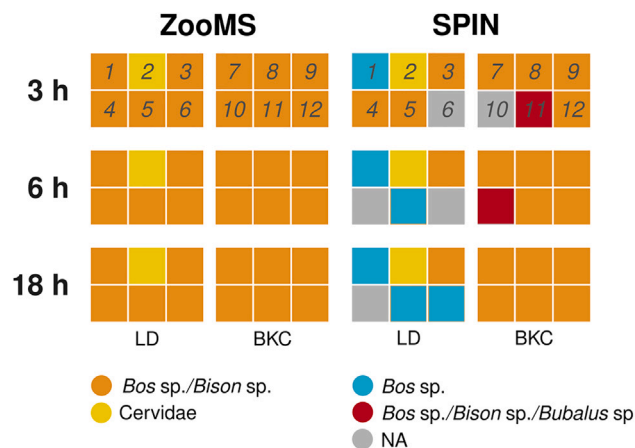 ZooMS SPIN
3 h
1 2 3 7 8 9 1 2 3 7 8 9
4 5 6 10 11 12 4 5 6 10 11 12
6 h
18 h
LD BKC LD BKC
Bos sp./Bison sp. Bos sp.
Cervidae Bos sp./Bison sp./Bubalus sp
NA